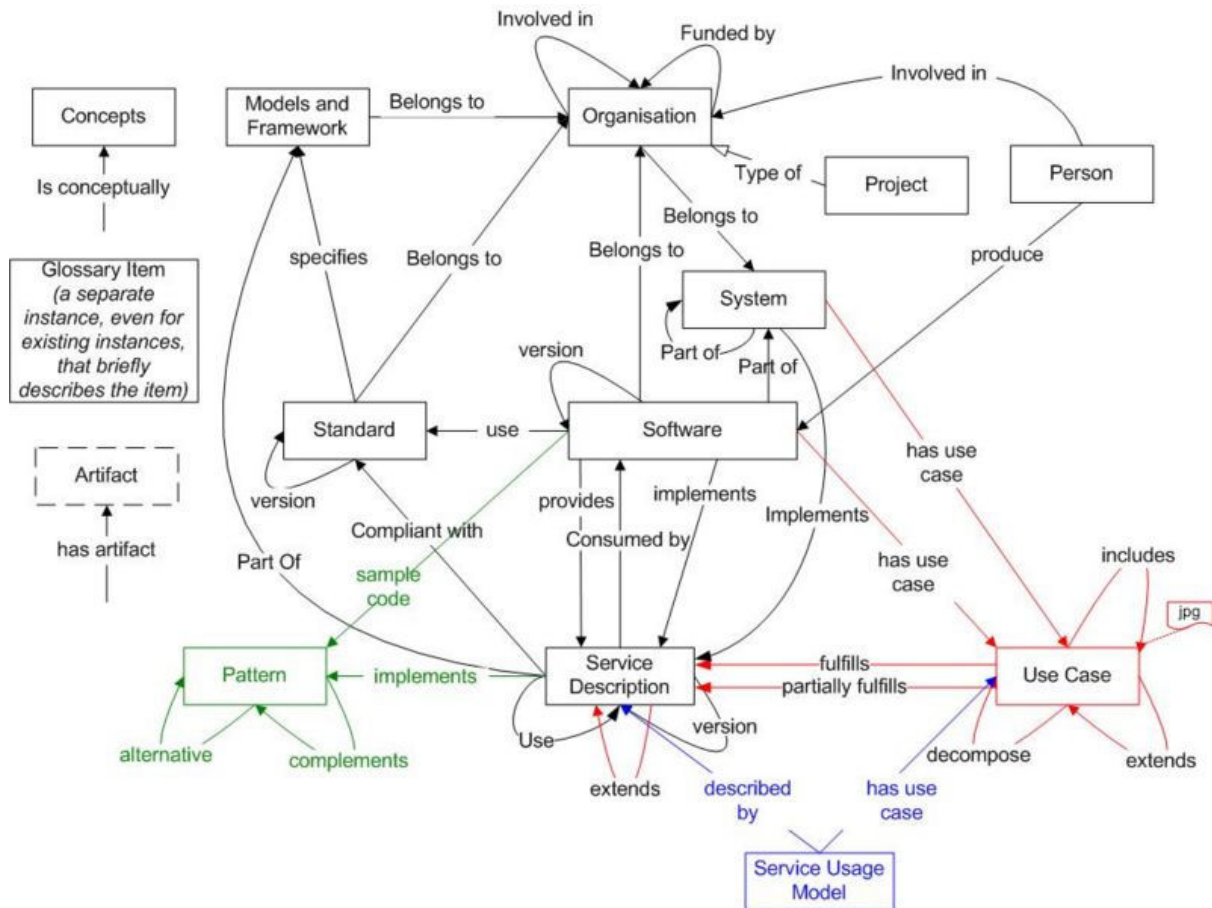 Involved in
Funded by
Involved in
Concepts
Models and
Framework
Belongs to
Organisation
Type of
Project
Person
Is conceptually
Belongs to
specifies
Belongs to
Belongs to
produce
Glossary Item
(a separate
instance, even for
existing instances,
that briefly
describes the item)
System
Part of
Part of
version
Standard
use
Software
has use
case
Artifact
version
provides
implements
Implements
Compliant with
Consumed by
has artifact
Part Of
has use
case
includes
sample
code
jpg
Pattern
implements
Service
Description
fulfills
partially fulfills
Use Case
Use
version
alternative
complements
decompose
extends
extends
described
by
has use
case
Service Usage
Model